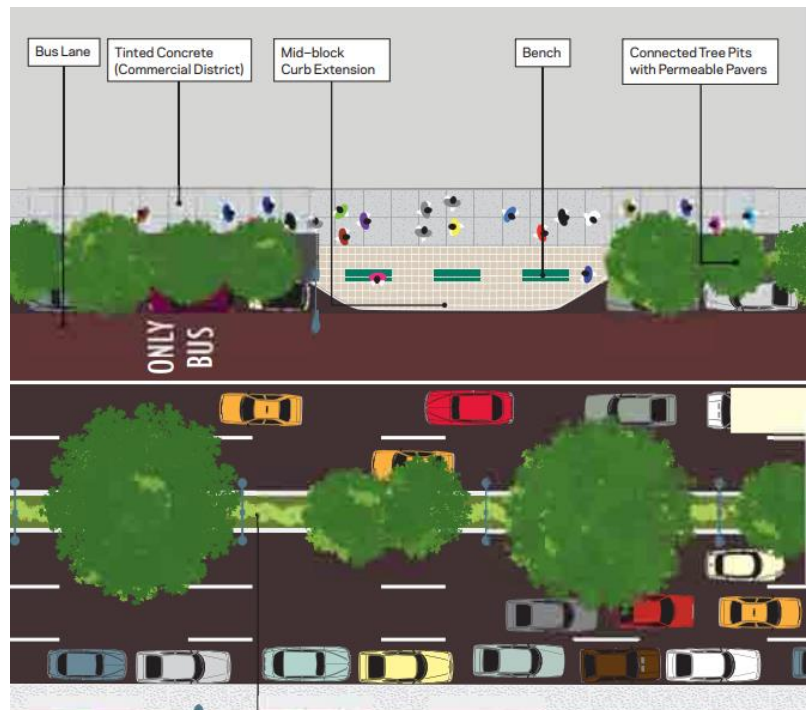 Bus Lane
Tinted Concrete
(Commercial District)
Mid-block
Curb Extension
Bench
Connected Tree Pits
with Permeable Pavers
ONLY
BUS